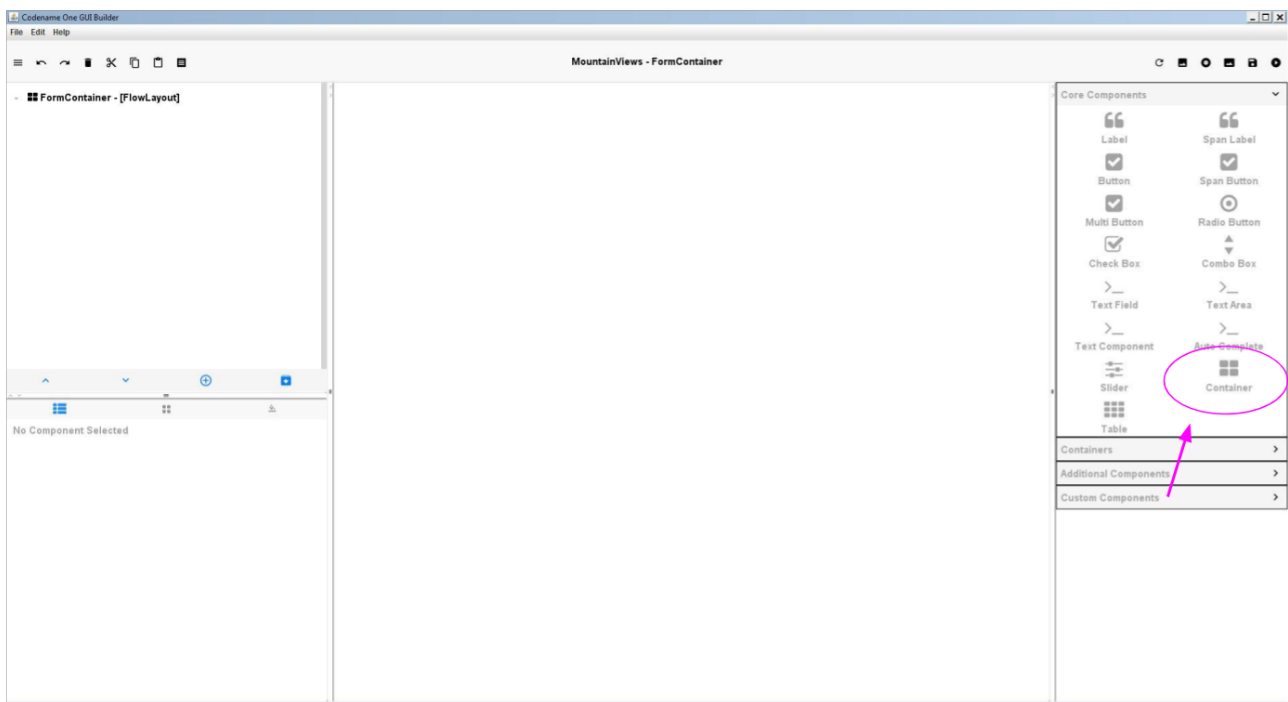 Codename One GUI Builder
File Edit Help
MountainViews - FormContainer
- FormContainer - [FlowLayout]
No Component Selected
Core Components
Label Span Label
Button Span Button
Multi Button Radio Button
Check Box Combo Box
Text Field Text Area
Text Component Auto Complete
Slider Container
Table
Containers
Additional Components
Custom Components